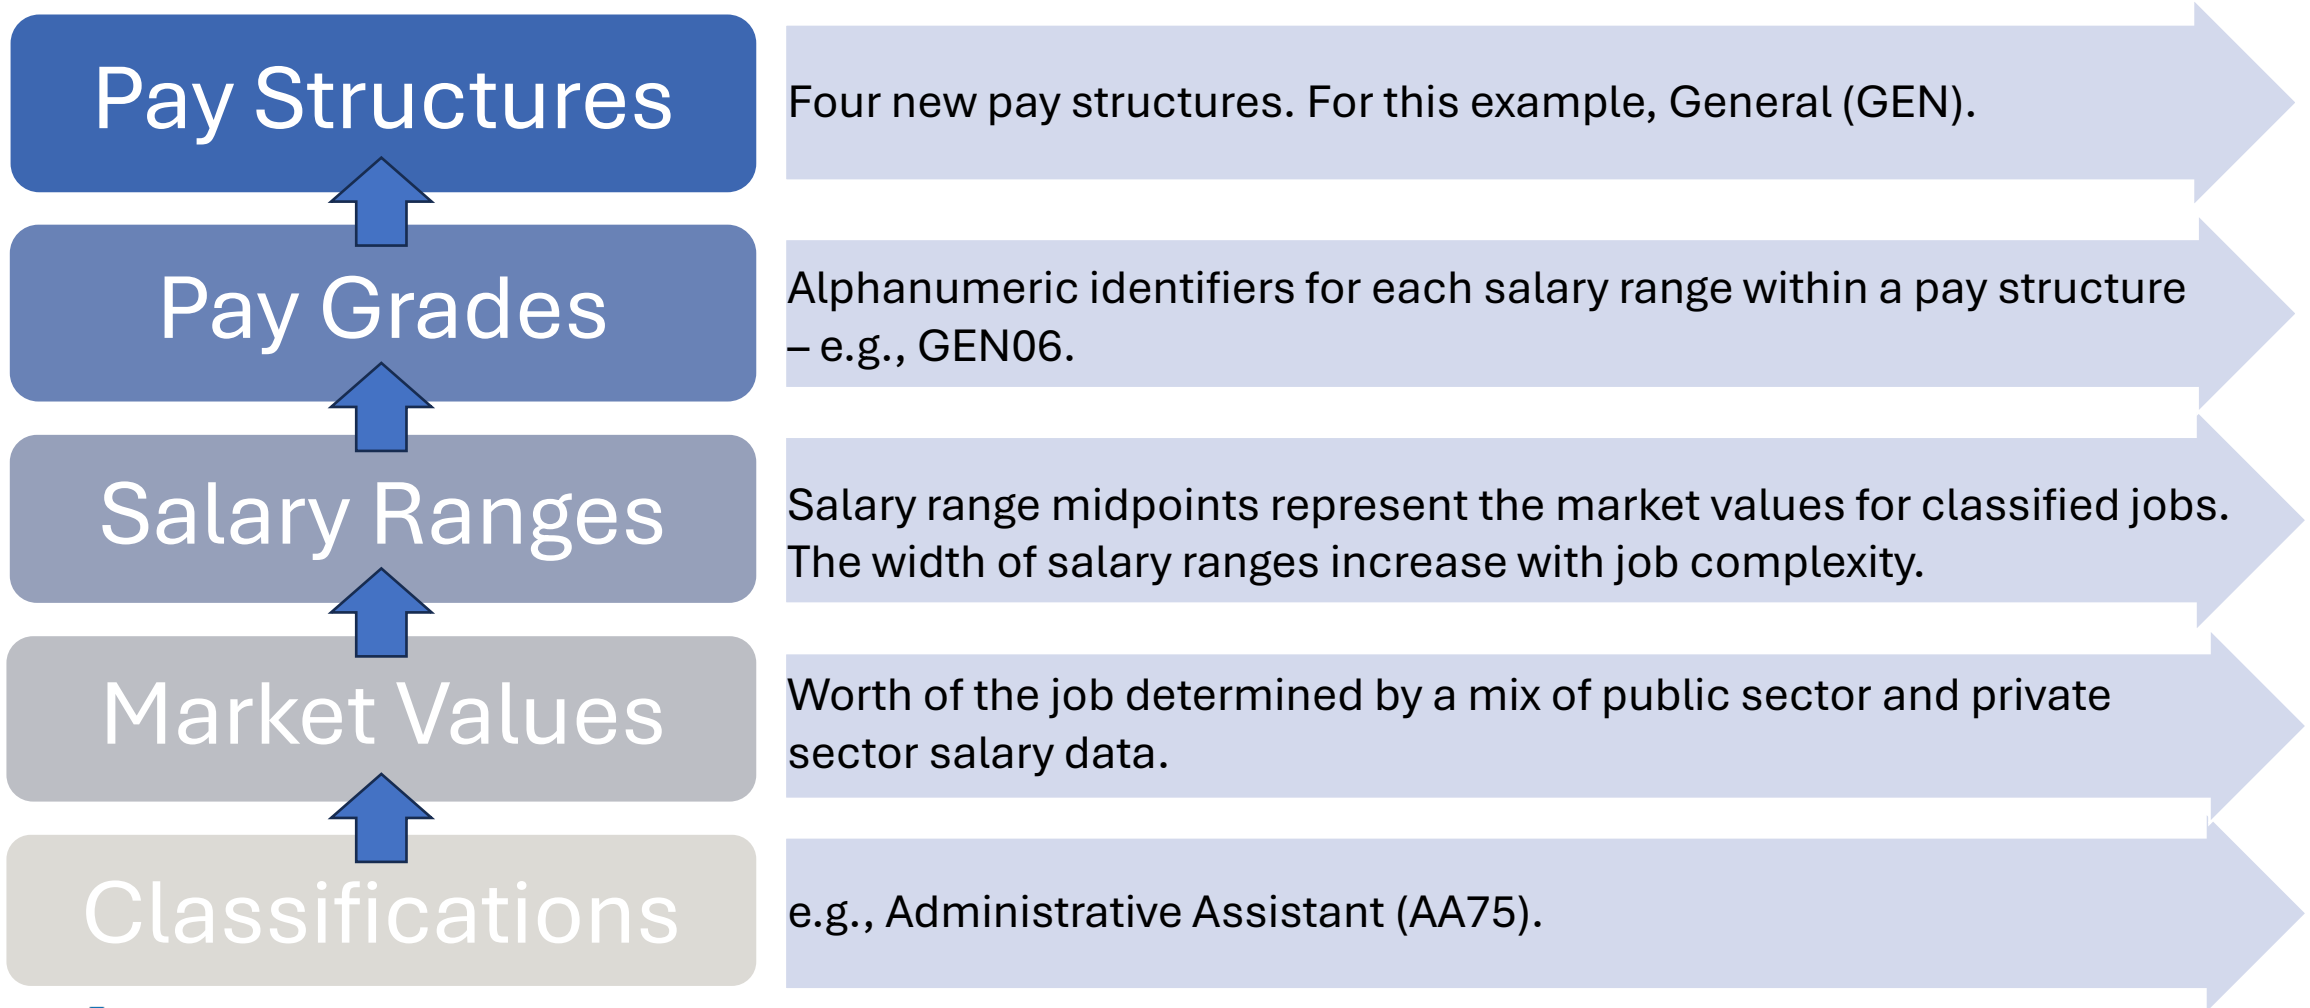 Pay Structures
Four new pay structures. For this example, General (GEN).
Pay Grades
Alphanumeric identifiers for each salary range within a pay structure
– e.g., GEN06.
Salary Ranges
Salary range midpoints represent the market values for classified jobs.
The width of salary ranges increase with job complexity.
Market Values
Worth of the job determined by a mix of public sector and private
sector salary data.
Classifications
e.g., Administrative Assistant (AA75).